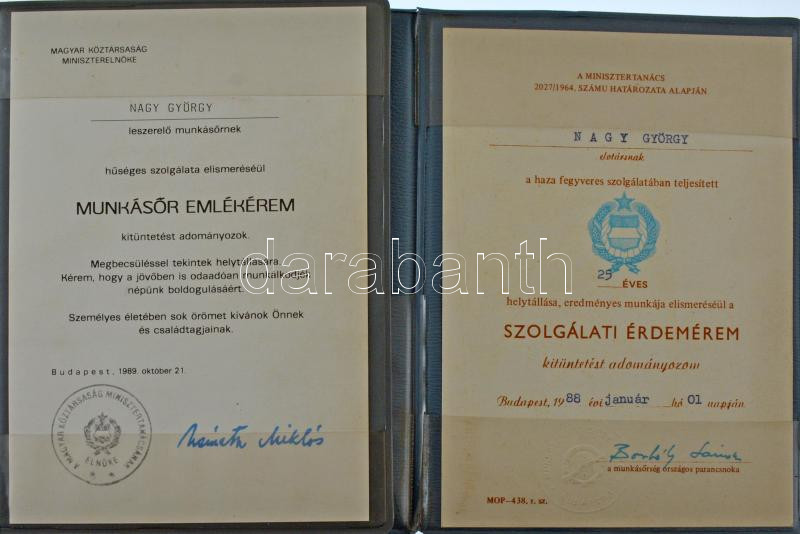 MAGYAR KÖZTÁRSASÁG
MINISZTERELNÖKE
NAGY GYÖRGY
leszerelő munkásőrnek
hűséges szolgálata elismeréséül
MUNKÁSŐR EMLÉKÉREM
kitüntetést adományozok.
Megbecsüléssel tekintek helytállására.
Kérem, hogy a jövőben is odaadóan munkálkodjék
népünk boldogulásáért.
Személyes életében sok örömet kívánok Önnek
és családtagjainak.
Budapest, 1989. október 21.
A MAGYAR KÖZTÁRSASÁG MINISZTERTANÁCSÁNAK
ELNÖKE
Németh Miklós
A MINISZTERTANÁCS
2027/1964. SZÁMU HATÁROZATA ALAPJÁN
NAGY GYÖRGY
elvtársnak
a haza fegyveres szolgálatában teljesített
25 ÉVES
helytállása, eredményes munkája elismeréséül a
SZOLGÁLATI ÉRDEMÉREM
kitüntetést adományozom
Budapest, 1988 évi január hó 01 napján
Borbély Sándor
a munkásőrség országos parancsnoka
MOP-438. r. sz.
darabanth